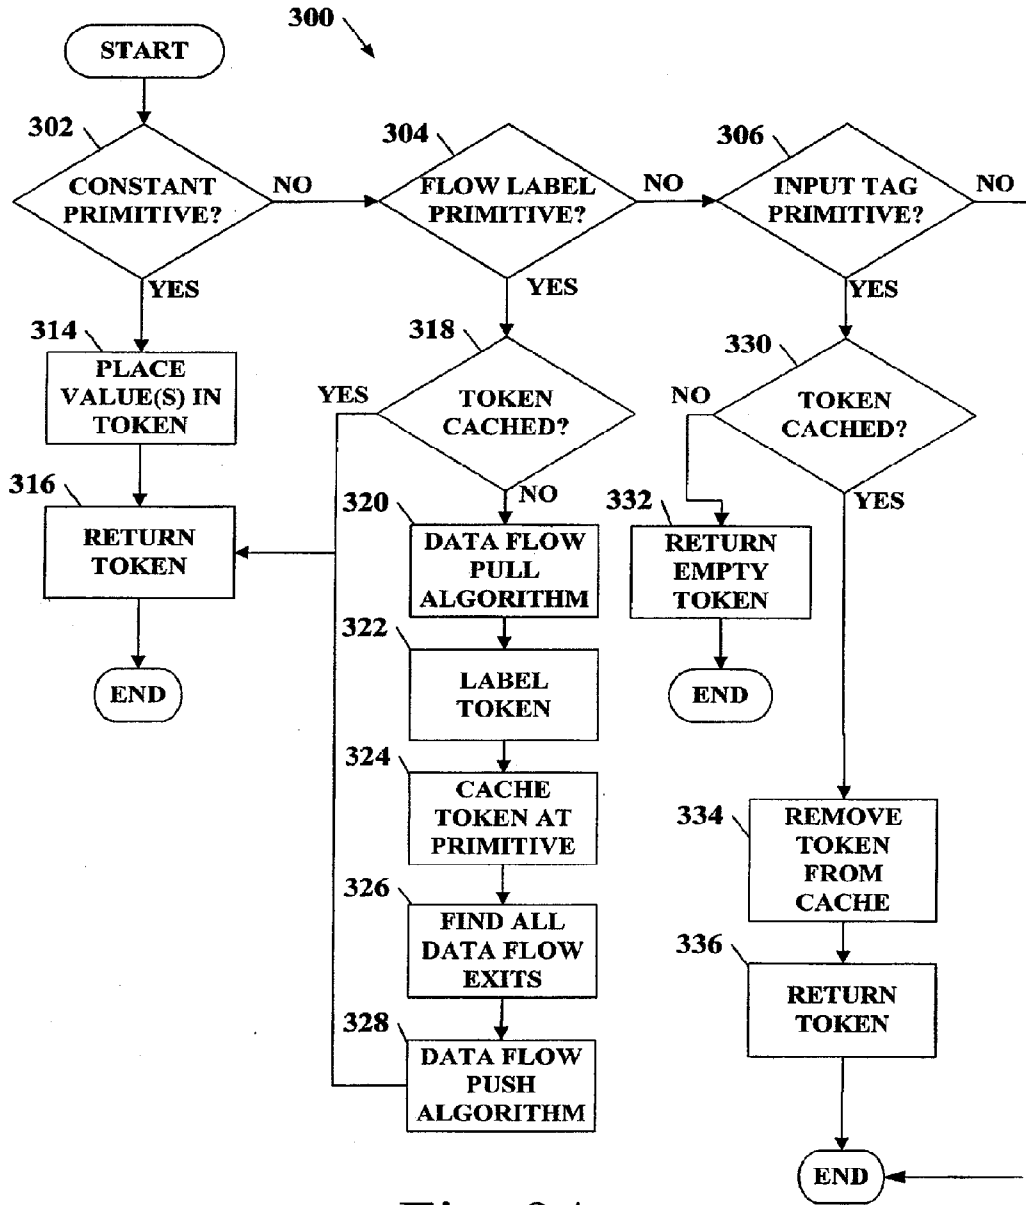 300
START
302
CONSTANT
PRIMITIVE?
NO
304
FLOW LABEL
PRIMITIVE?
NO
306
INPUT TAG
PRIMITIVE?
NO
YES
YES
YES
314
PLACE
VALUE(S) IN
TOKEN
316
RETURN
TOKEN
END
318
YES
TOKEN
CACHED?
NO
320
DATA FLOW
PULL
ALGORITHM
322
LABEL
TOKEN
324
CACHE
TOKEN AT
PRIMITIVE
326
FIND ALL
DATA FLOW
EXITS
328
DATA FLOW
PUSH
ALGORITHM
330
NO
TOKEN
CACHED?
YES
332
RETURN
EMPTY
TOKEN
END
334
REMOVE
TOKEN
FROM
CACHE
336
RETURN
TOKEN
END